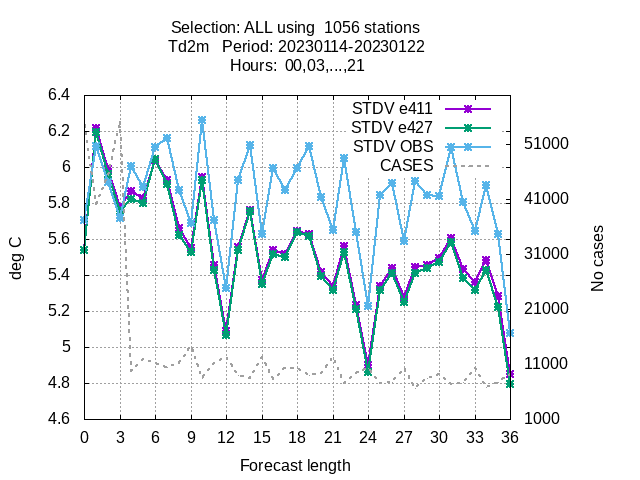 Selection: ALL using  1056 stations
Td2m   Period: 20230114-20230122
Hours:  00,03,...,21
STDV e411
STDV e427
STDV OBS
CASES
6.4
6.2
6
5.8
5.6
5.4
5.2
5
4.8
4.6
deg C
51000
41000
31000
21000
11000
1000
No cases
0 3 6 9 12 15 18 21 24 27 30 33 36
Forecast length